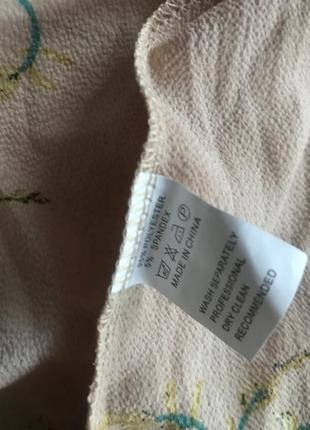 95% POLYESTER
5% SPANDEX
P
MADE IN CHINA
WASH SEPARATELY
PROFESSIONAL
DRY CLEAN
RECOMMENDED